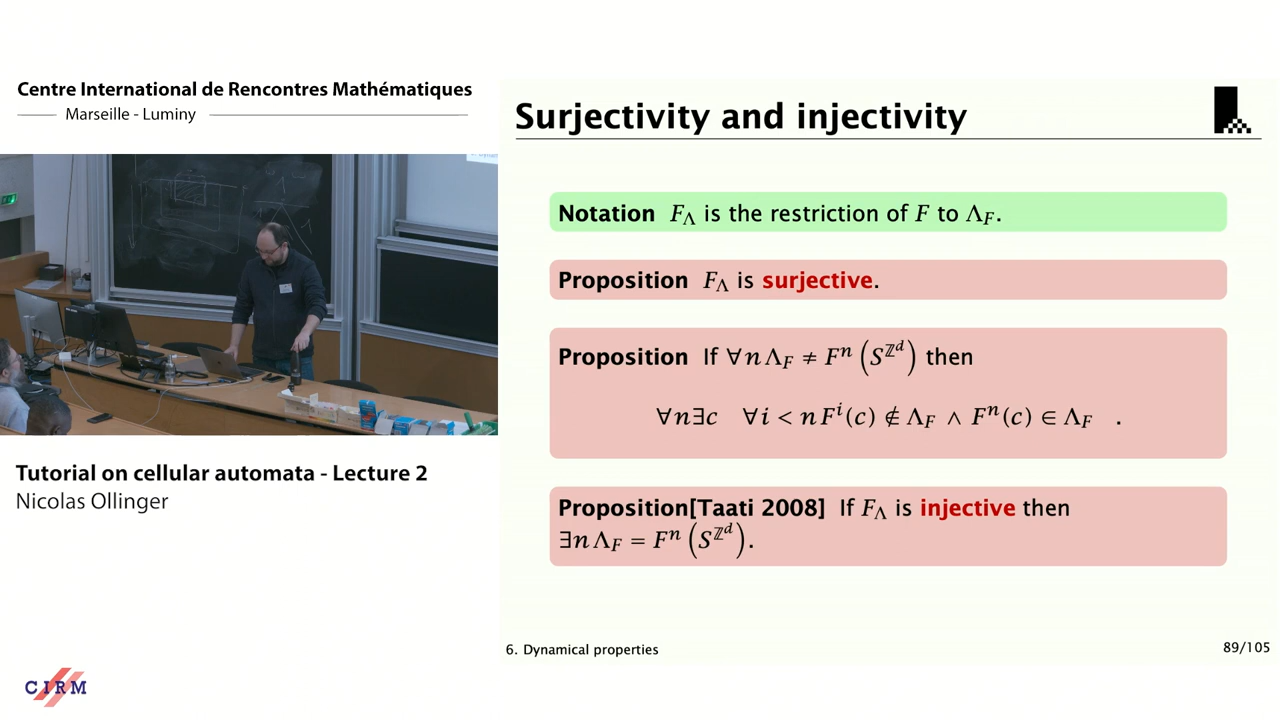 Centre International de Rencontres Mathématiques
Marseille - Luminy
Tutorial on cellular automata - Lecture 2
Nicolas Ollinger
CIRM
Surjectivity and injectivity
Notation F_Λ is the restriction of F to Λ_F.
Proposition F_Λ is surjective.
Proposition If ∀n Λ_F ≠ F^n (S^{ℤ^d}) then
∀n∃c ∀i < n F^i(c) ∉ Λ_F ∧ F^n(c) ∈ Λ_F .
Proposition[Taati 2008] If F_Λ is injective then
∃n Λ_F = F^n (S^{ℤ^d}).
6. Dynamical properties
89/105